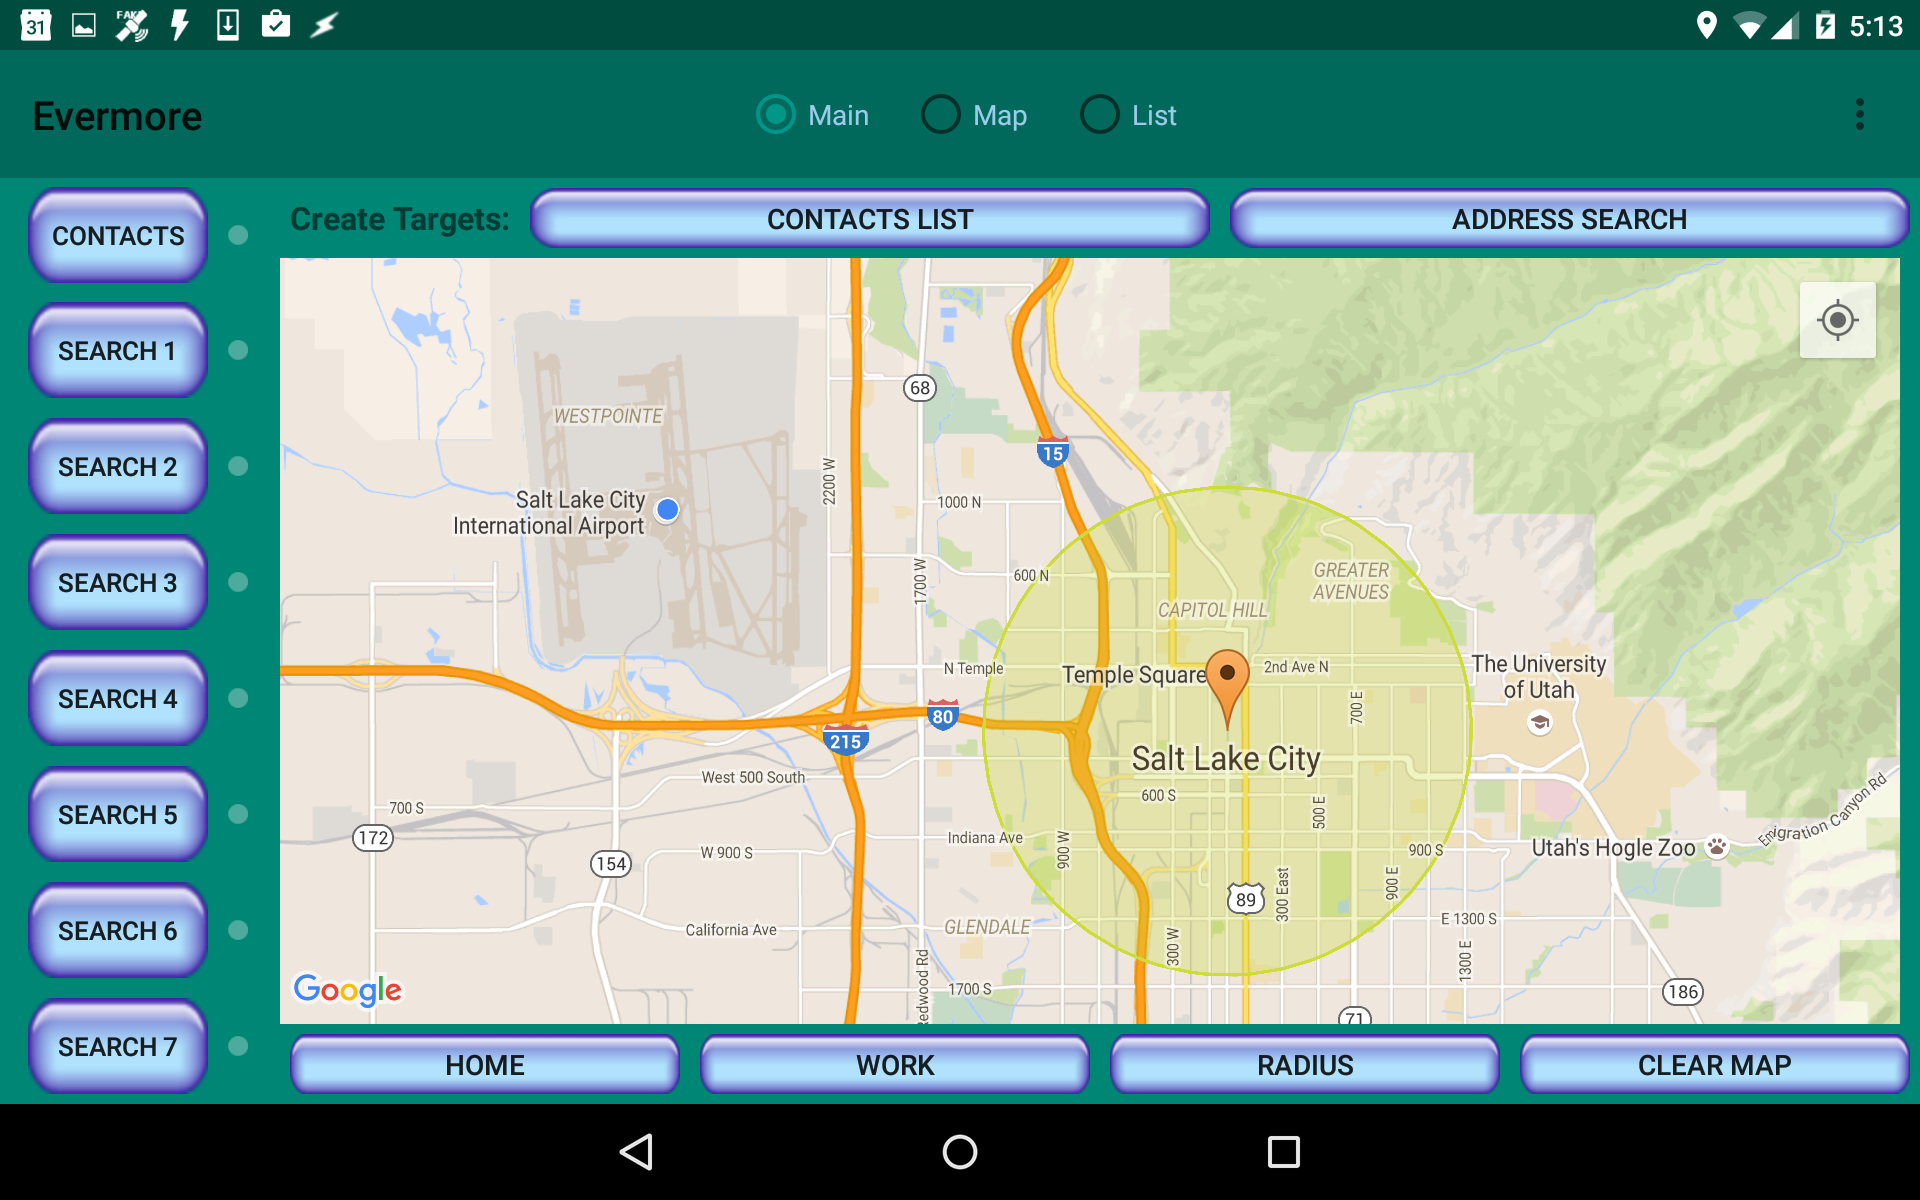 31
FAKE
5:13
Evermore
Main
Map
List
CONTACTS
Create Targets:
CONTACTS LIST
ADDRESS SEARCH
SEARCH 1
SEARCH 2
SEARCH 3
SEARCH 4
SEARCH 5
SEARCH 6
SEARCH 7
68
WESTPOINTE
15
2200 W
Salt Lake City
International Airport
1000 N
1700 W
600 N
GREATER
AVENUES
CAPITOL HILL
N Temple
Temple Square
2nd Ave N
The University
of Utah
700 E
80
215
Salt Lake City
West 500 South
600 S
500 E
700 S
172
Indiana Ave
900 W
900 S
Utah's Hogle Zoo
Emigration Canyon Rd
W 900 S
154
89
300 East
900 E
E 1300 S
California Ave
GLENDALE
300 W
1300 E
Redwood Rd
1700 S
186
71
Google
HOME
WORK
RADIUS
CLEAR MAP